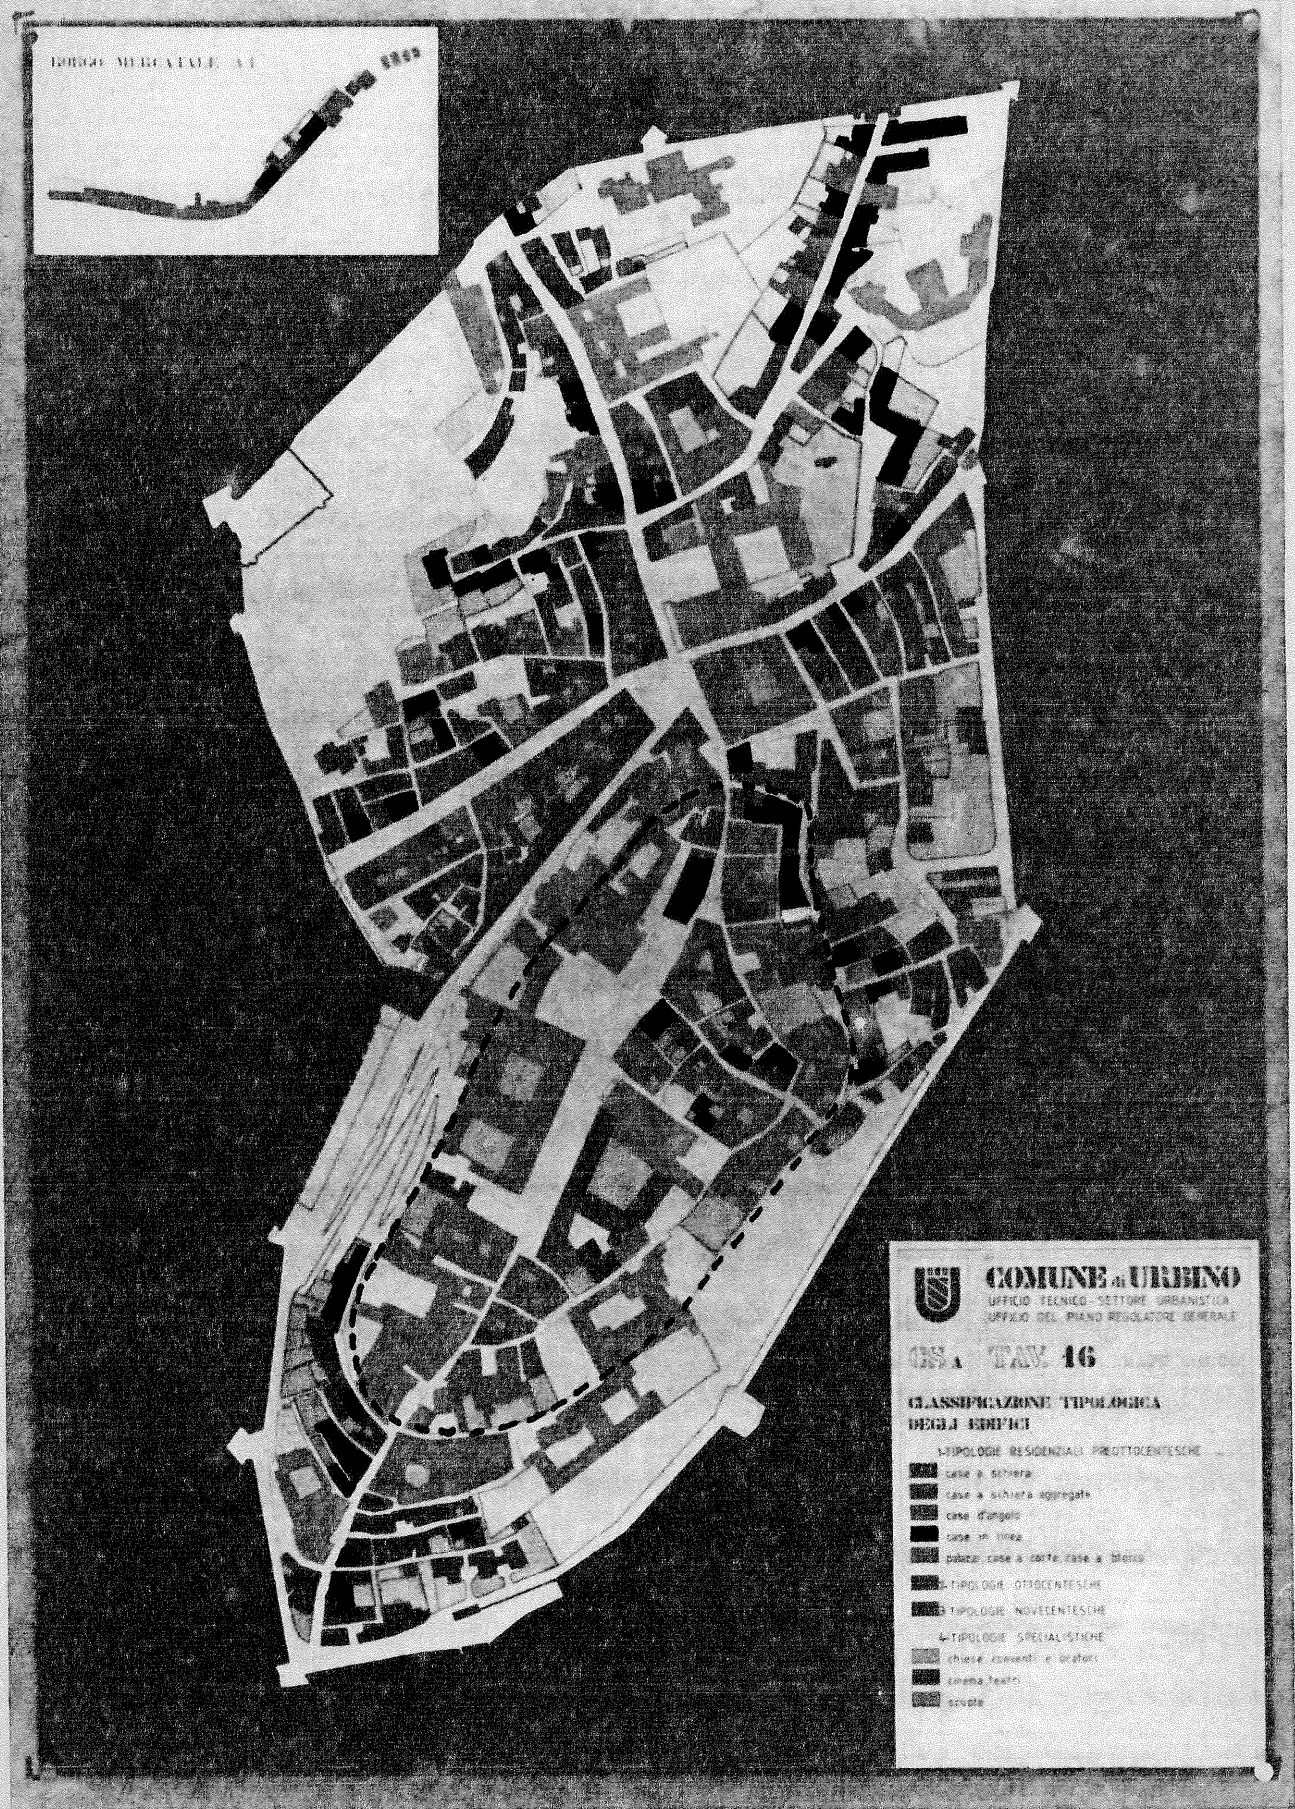 BORGO MERCATALE A 1
COMUNE di URBINO
UFFICIO TECNICO - SETTORE URBANISTICA
UFFICIO DEL PIANO REGOLATORE GENERALE
TAV. 16
CLASSIFICAZIONE TIPOLOGICA
DEGLI EDIFICI
1-TIPOLOGIE RESIDENZIALI PREOTTOCENTESCHE
case a schiera
case a schiera aggregate
case d'angolo
case in linea
palazzi case a corte case a blocco
2-TIPOLOGIE OTTOCENTESCHE
3 TIPOLOGIE NOVECENTESCHE
4-TIPOLOGIE SPECIALISTICHE
chiese conventi e oratori
cinema teatri
scuole